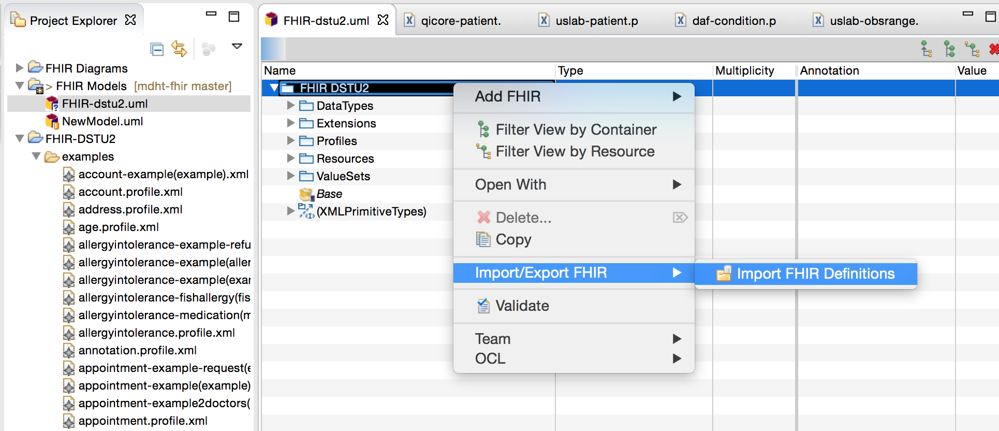 Project Explorer
FHIR Diagrams
> FHIR Models [mdht-fhir master]
FHIR-dstu2.uml
NewModel.uml
FHIR-DSTU2
examples
account-example(example).xml
account.profile.xml
address.profile.xml
age.profile.xml
allergyintolerance-example-refu
allergyintolerance-example(aller
allergyintolerance-example(exar
allergyintolerance-fishallergy(fis
allergyintolerance-medication(m
allergyintolerance.profile.xml
annotation.profile.xml
appointment-example-request(e
appointment-example(example)
appointment-example2doctors(
appointment.profile.xml
FHIR-dstu2.uml qicore-patient. uslab-patient.p daf-condition.p uslab-obsrange.
Name Type Multiplicity Annotation Value
FHIR DSTU2
DataTypes
Extensions
Profiles
Resources
ValueSets
Base
(XMLPrimitiveTypes)
Add FHIR
Filter View by Container
Filter View by Resource
Open With
Delete...
Copy
Import/Export FHIR
Import FHIR Definitions
Validate
Team
OCL